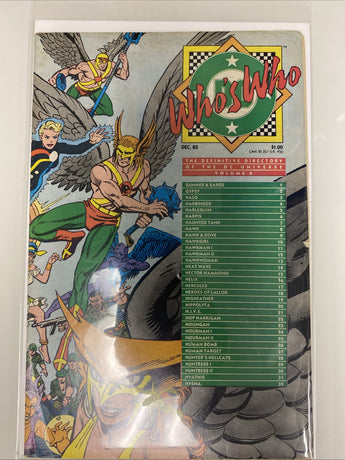 Who's Who
DEC. 85 $1.00
THE DEFINITIVE DIRECTORY
OF THE DC UNIVERSE
VOLUME X
GUNNER & SARGE 1
GYPSY
HALO
HARBINGER
HARLEQUIN
HARPIS
HAUNTED TANK
HAWK
HAWK & DOVE
HAWKGIRL
HAWKMAN I
HAWKMAN II
HAWKWOMAN
HEAT WAVE
HECTOR HAMMOND
HELIX
HERCULES
HEROES OF LALLOR
HIGHFATHER
HIPPOLYTA
H.I.V.E.
HOP HARRIGAN
HOUNGAN
HOURMAN I
HOURMAN II
HUMAN BOMB
HUMAN TARGET
HUNTER'S HELLCATS
HUNTRESS I
HUNTRESS II
HYATHIS
HYENA